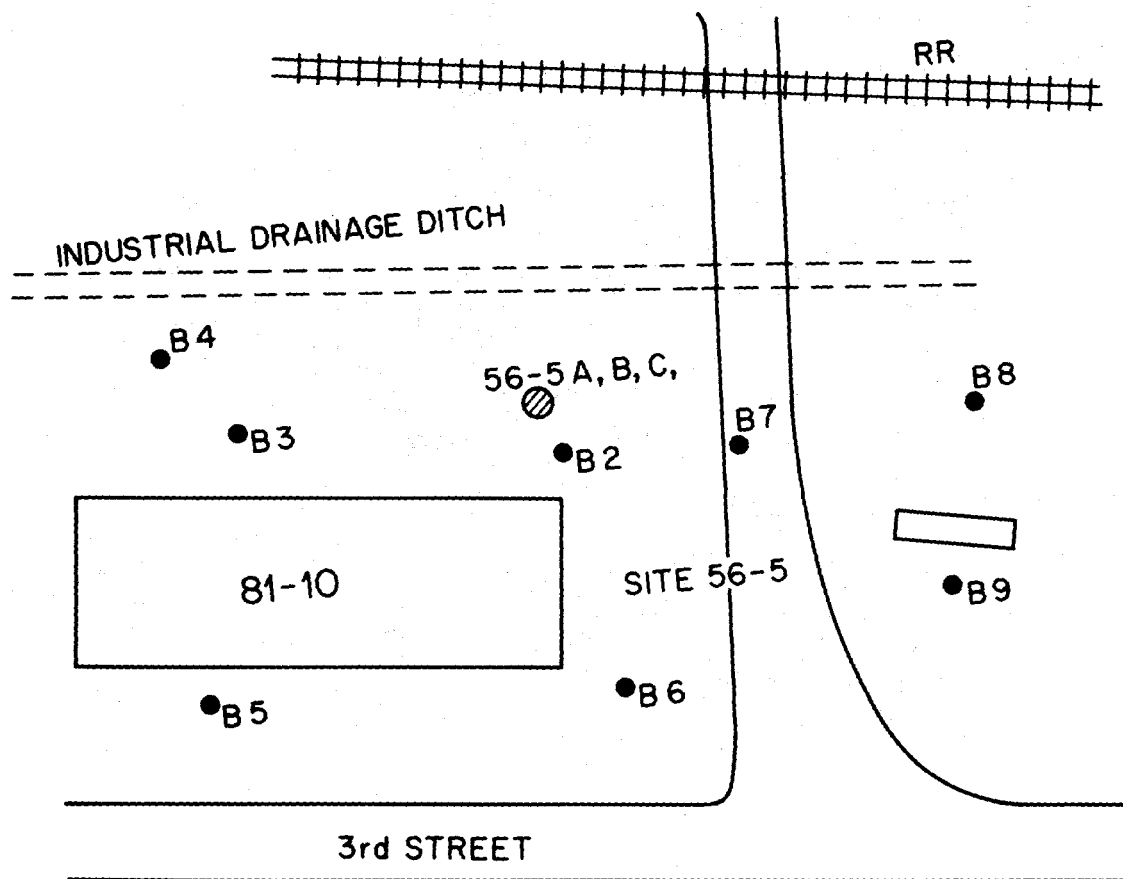 RR
INDUSTRIAL DRAINAGE DITCH
B4
56-5 A, B, C,
B8
B7
B3
B2
SITE 56-5
81-10
B9
B6
B5
3rd STREET